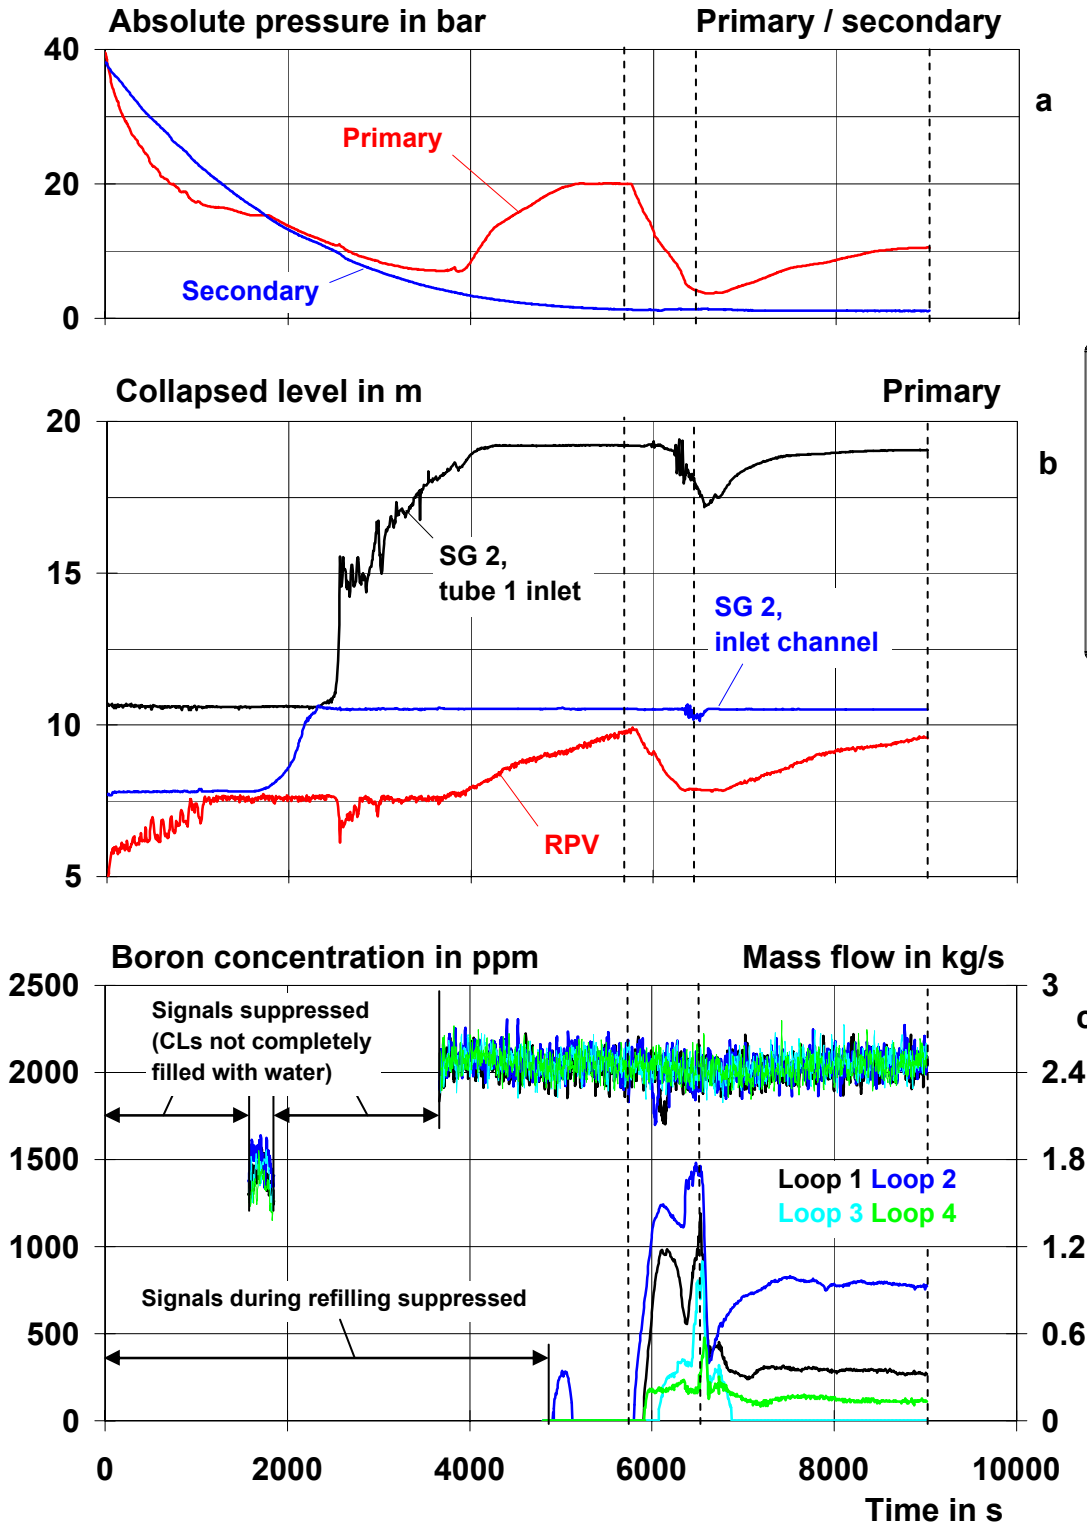 Absolute pressure in bar Primary / secondary
40
a
Primary
20
Secondary
0
Collapsed level in m Primary
20
b
SG 2,
tube 1 inlet
15
SG 2,
inlet channel
10
RPV
5
Boron concentration in ppm Mass flow in kg/s
2500 3
c
Signals suppressed
(CLs not completely
filled with water)
2000 2.4
1500 1.8
Loop 1 Loop 2
Loop 3 Loop 4
1000 1.2
Signals during refilling suppressed
500 0.6
0 0
0 2000 4000 6000 8000 10000
Time in s